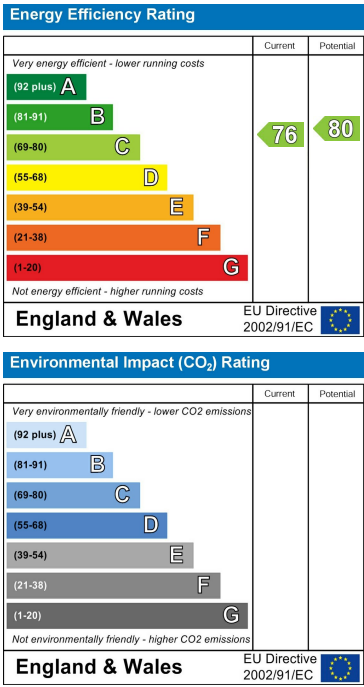 Energy Efficiency Rating
Current Potential
Very energy efficient - lower running costs
(92 plus) A
(81-91) B
(69-80) C
(55-68) D
(39-54) E
(21-38) F
(1-20) G
76 80
Not energy efficient - higher running costs
England & Wales
EU Directive
2002/91/EC
Environmental Impact (CO₂) Rating
Current Potential
Very environmentally friendly - lower CO2 emissions
(92 plus) A
(81-91) B
(69-80) C
(55-68) D
(39-54) E
(21-38) F
(1-20) G
Not environmentally friendly - higher CO2 emissions
England & Wales
EU Directive
2002/91/EC